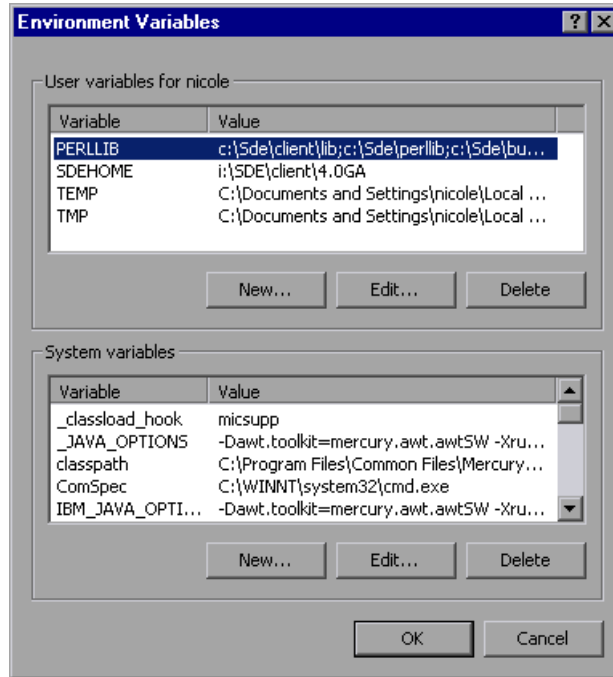 Environment Variables
User variables for nicole
Variable Value
PERLLIB c:\Sde\client\lib;c:\Sde\perllib;c:\Sde\bu...
SDEHOME i:\SDE\client\4.0GA
TEMP C:\Documents and Settings\nicole\Local ...
TMP C:\Documents and Settings\nicole\Local ...
New... Edit... Delete
System variables
Variable Value
_classload_hook micsupp
_JAVA_OPTIONS -Dawt.toolkit=mercury.awt.awtSW -Xru...
classpath C:\Program Files\Common Files\Mercury...
ComSpec C:\WINNT\system32\cmd.exe
IBM_JAVA_OPTI... -Dawt.toolkit=mercury.awt.awtSW -Xru...
New... Edit... Delete
OK Cancel